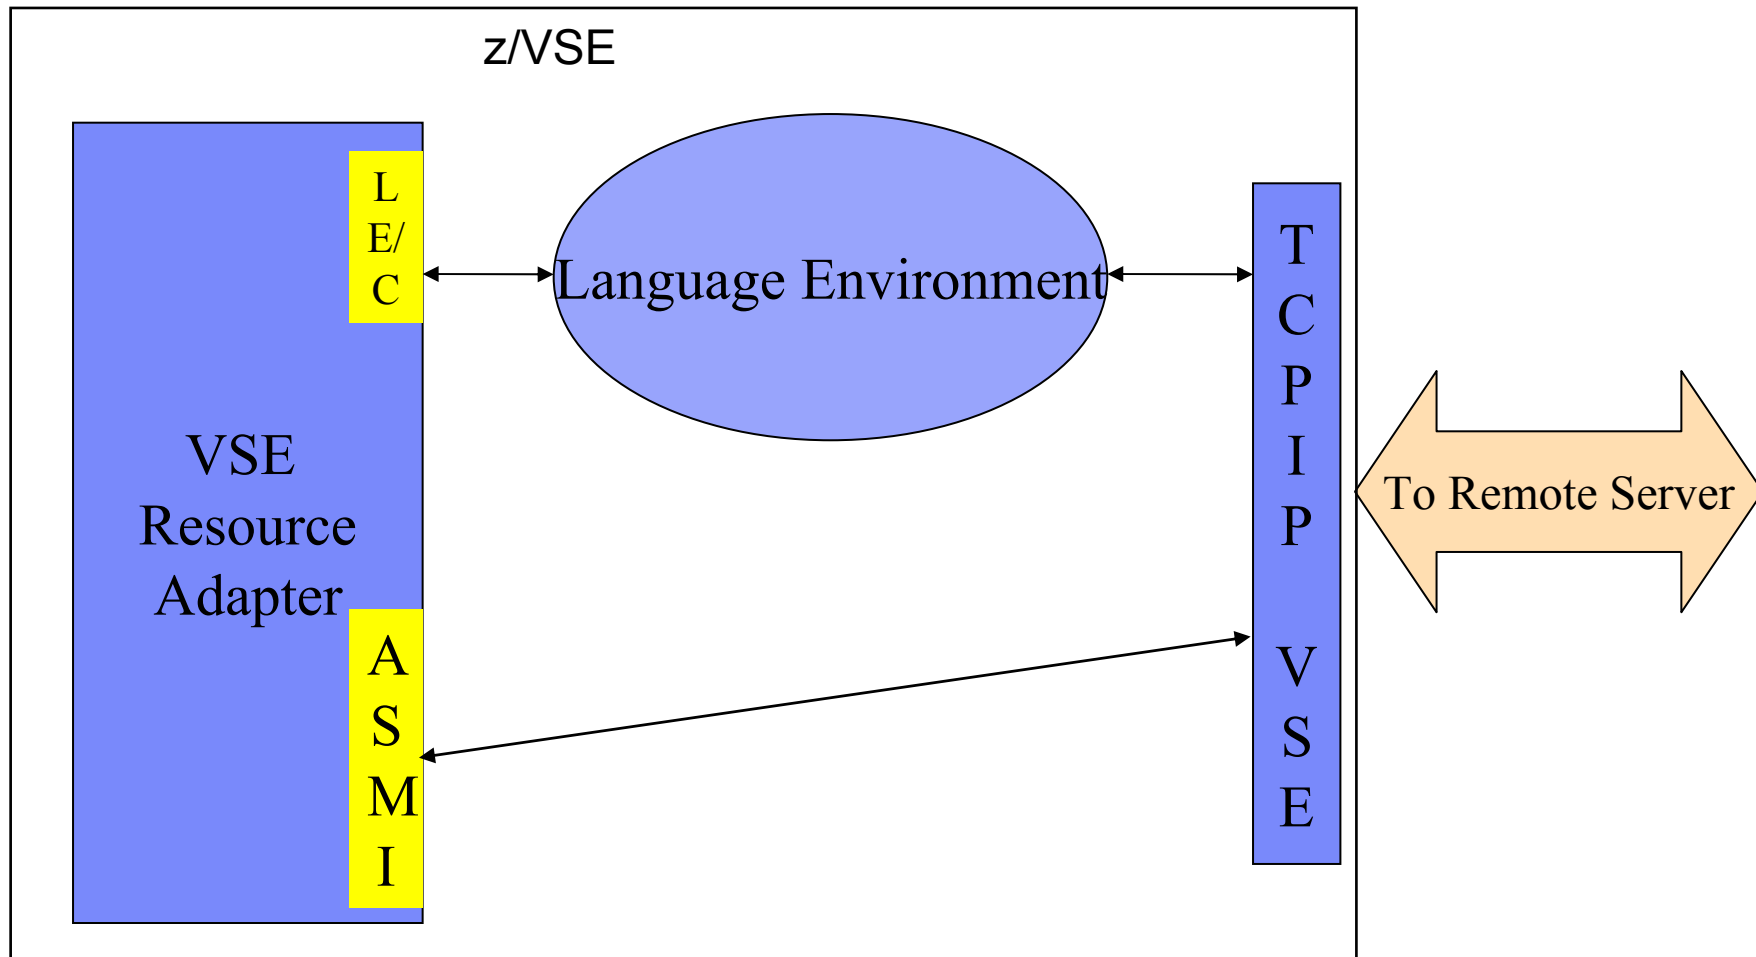 z/VSE
L
E/
C
Language Environment
T
C
P
I
P
V
S
E
VSE
Resource
Adapter
To Remote Server
A
S
M
I